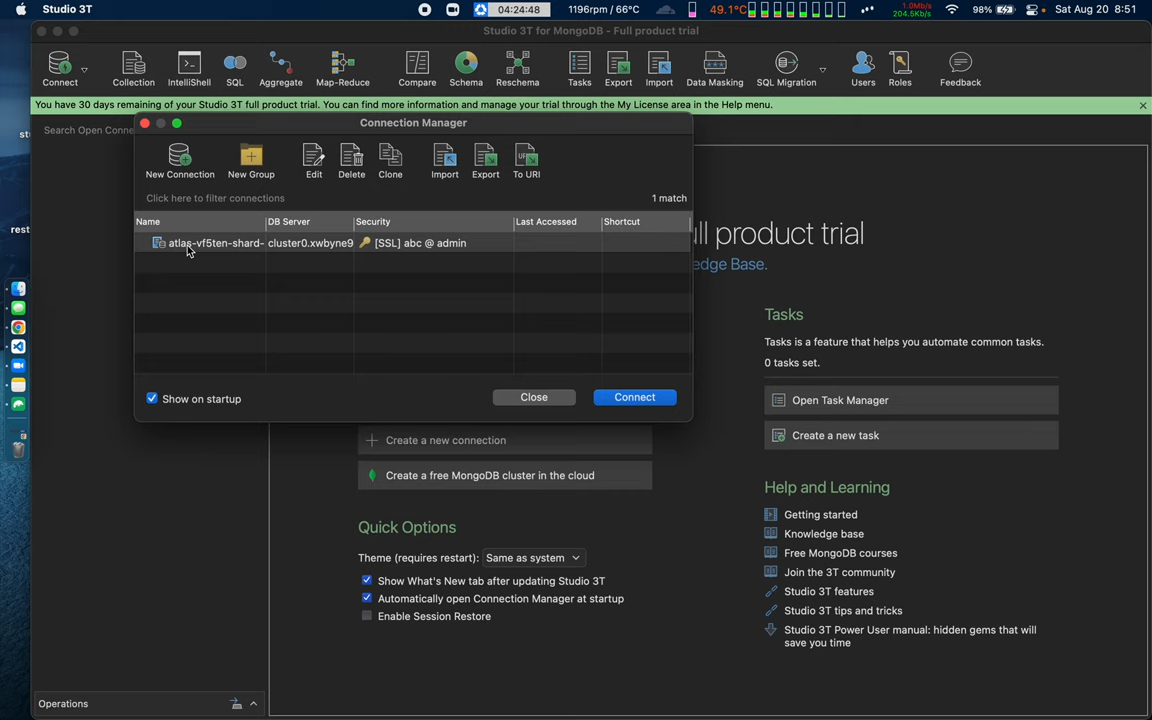 Studio 3T
04:24:48
1196rpm / 66°C
49.1°C
1.0MB/s
204.5KB/s
98%
Sat Aug 20 8:51
Studio 3T for MongoDB - Full product trial
Connect
Collection
IntelliShell
SQL
Aggregate
Map-Reduce
Compare
Schema
Reschema
Tasks
Export
Import
Data Masking
SQL Migration
Users
Roles
Feedback
You have 30 days remaining of your Studio 3T full product trial. You can find more information and manage your trial through the My License area in the Help menu.
Search Open Conne
st
Connection Manager
New Connection
New Group
Edit
Delete
Clone
Import
Export
To URI
Click here to filter connections
1 match
Name
DB Server
Security
Last Accessed
Shortcut
atlas-vf5ten-shard- cluster0.xwbyne9 [SSL] abc @ admin
rest
Show on startup
Close
Connect
ll product trial
edge Base.
Tasks
Tasks is a feature that helps you automate common tasks.
0 tasks set.
Open Task Manager
Create a new task
Create a new connection
Create a free MongoDB cluster in the cloud
Quick Options
Theme (requires restart): Same as system
Show What's New tab after updating Studio 3T
Automatically open Connection Manager at startup
Enable Session Restore
Help and Learning
Getting started
Knowledge base
Free MongoDB courses
Join the 3T community
Studio 3T features
Studio 3T tips and tricks
Studio 3T Power User manual: hidden gems that will
save you time
Operations